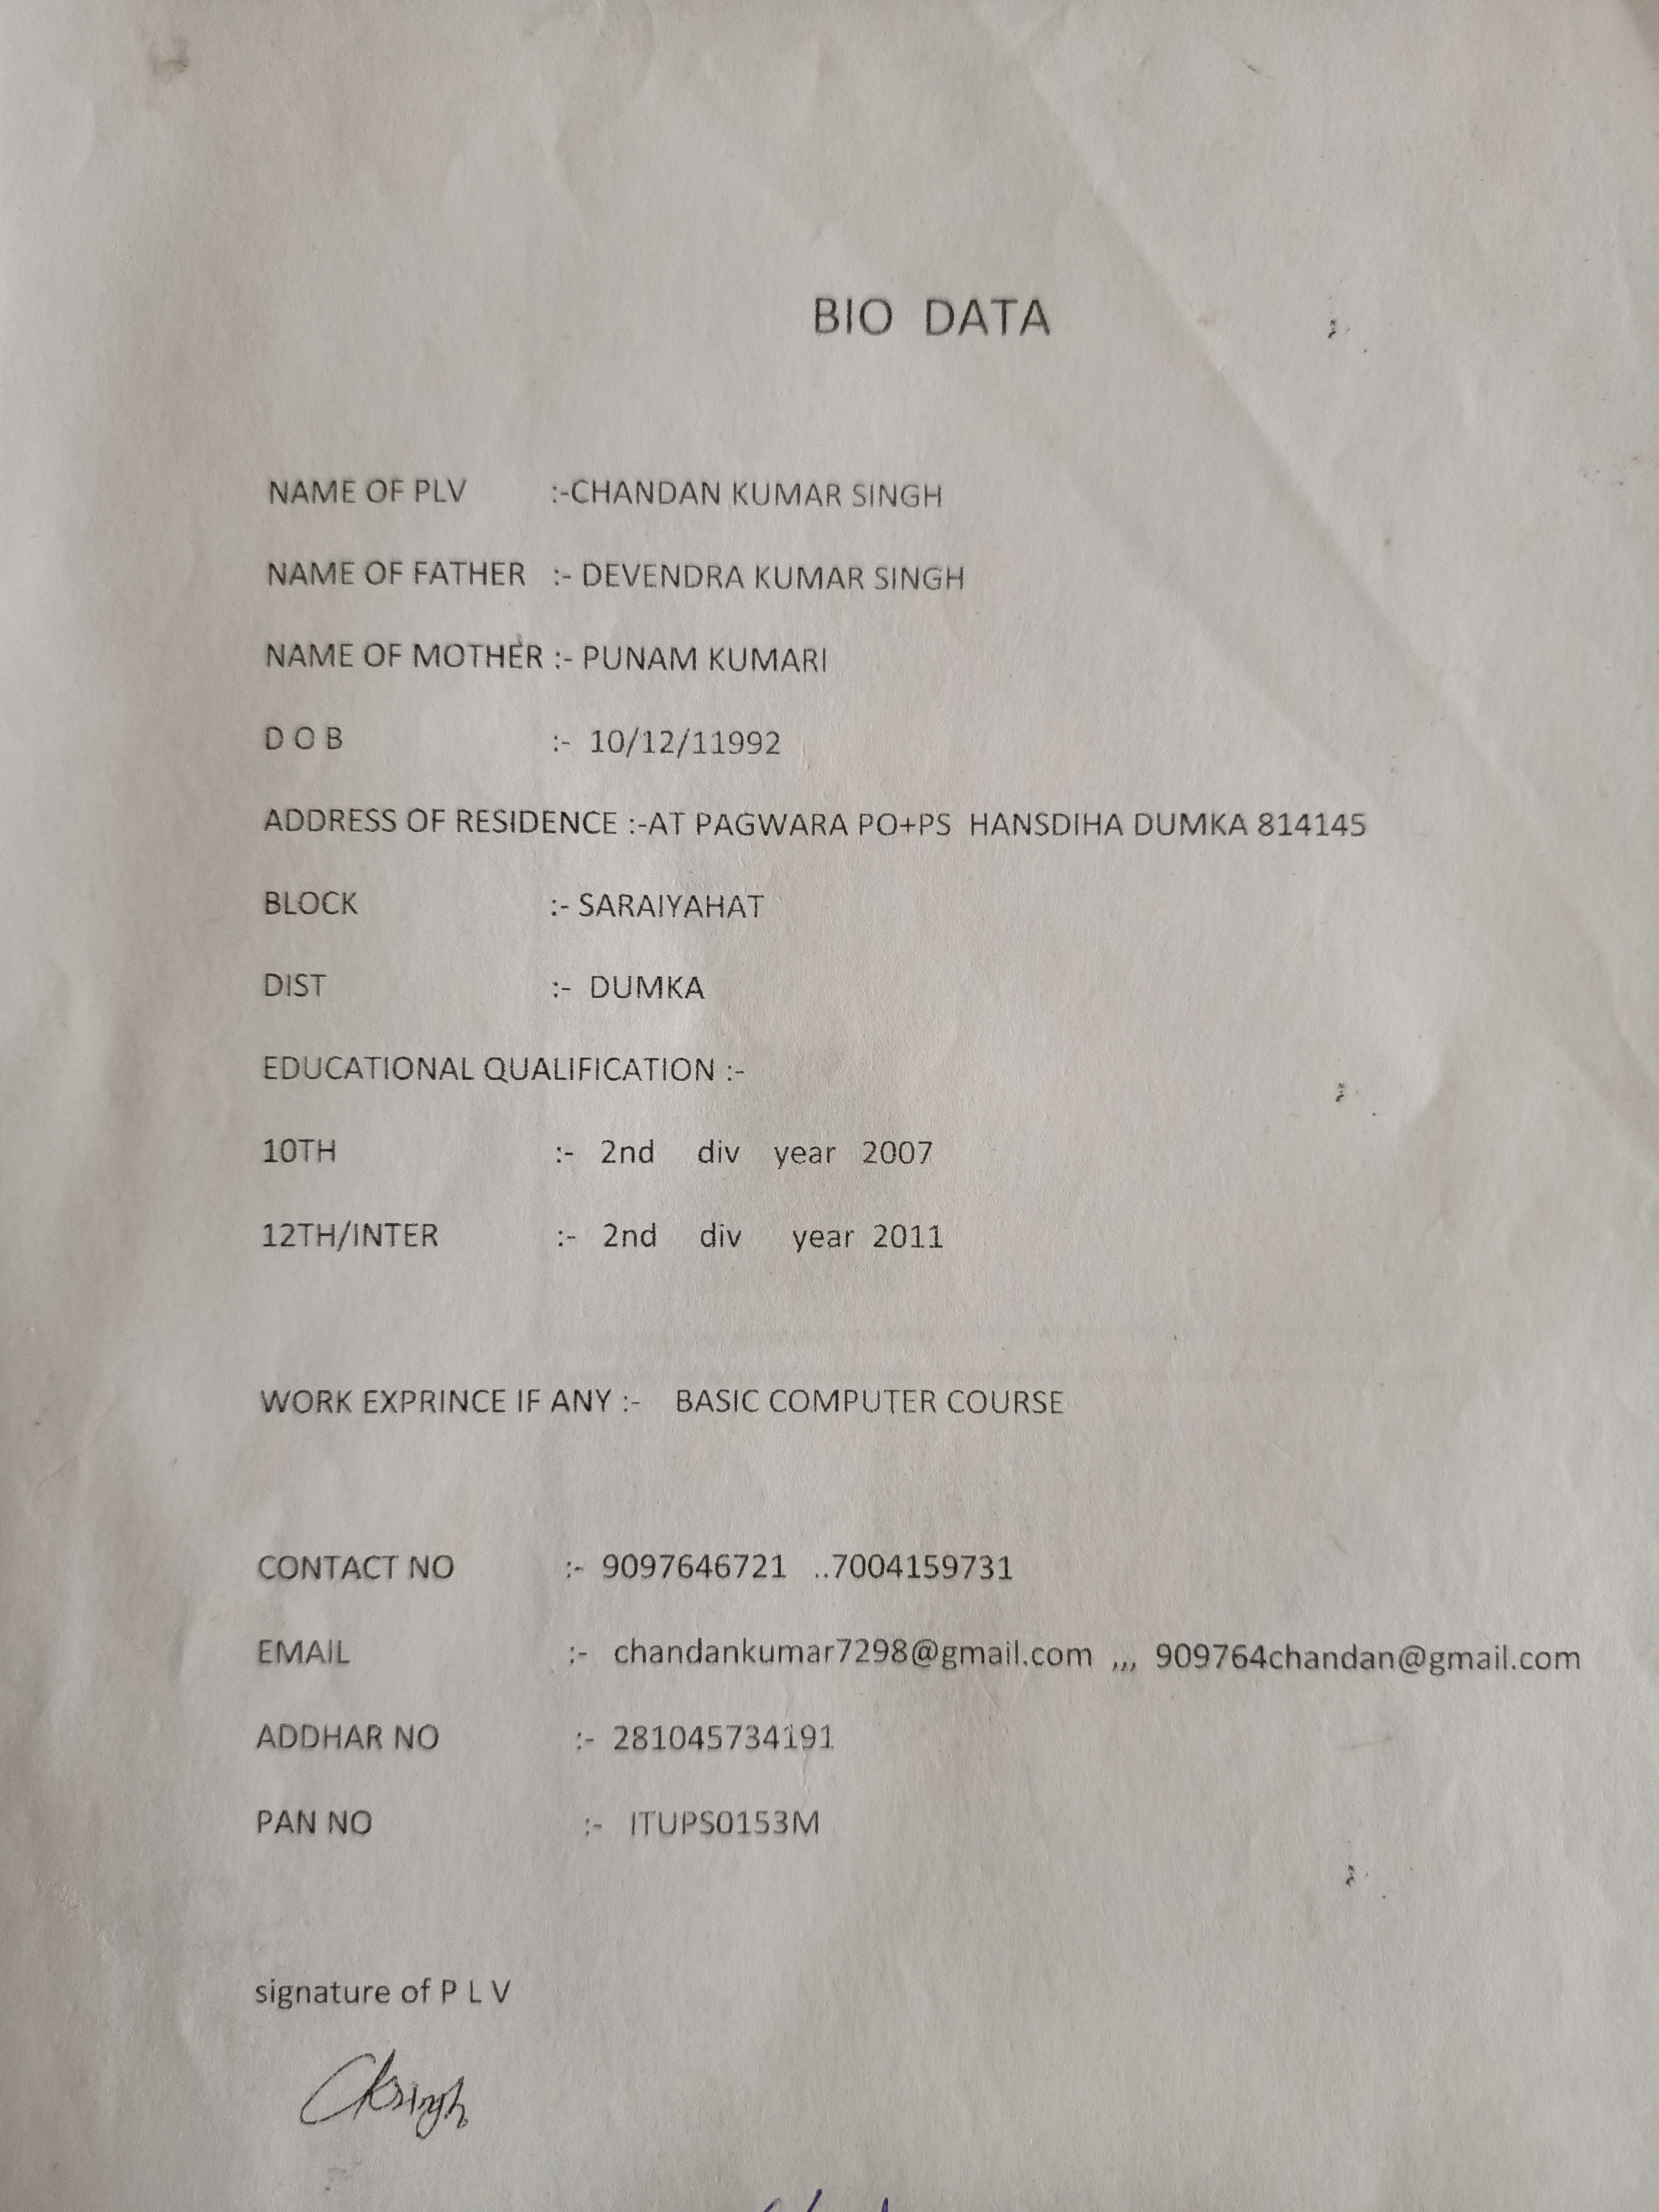 BIO DATA
NAME OF PLV :-CHANDAN KUMAR SINGH
NAME OF FATHER :- DEVENDRA KUMAR SINGH
NAME OF MOTHER :- PUNAM KUMARI
D O B :- 10/12/11992
ADDRESS OF RESIDENCE :-AT PAGWARA PO+PS HANSDIHA DUMKA 814145
BLOCK :- SARAIYAHAT
DIST :- DUMKA
EDUCATIONAL QUALIFICATION :-
10TH :- 2nd div year 2007
12TH/INTER :- 2nd div year 2011
WORK EXPRINCE IF ANY :- BASIC COMPUTER COURSE
CONTACT NO :- 9097646721 ..7004159731
EMAIL :- chandankumar7298@gmail.com ,,, 909764chandan@gmail.com
ADDHAR NO :- 281045734191
PAN NO :- ITUPS0153M
signature of P L V
CKsingh